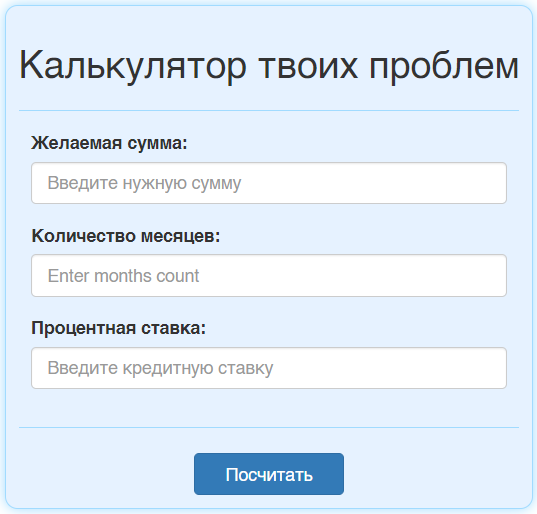 Калькулятор твоих проблем
Желаемая сумма:
Введите нужную сумму
Количество месяцев:
Enter months count
Процентная ставка:
Введите кредитную ставку
Посчитать